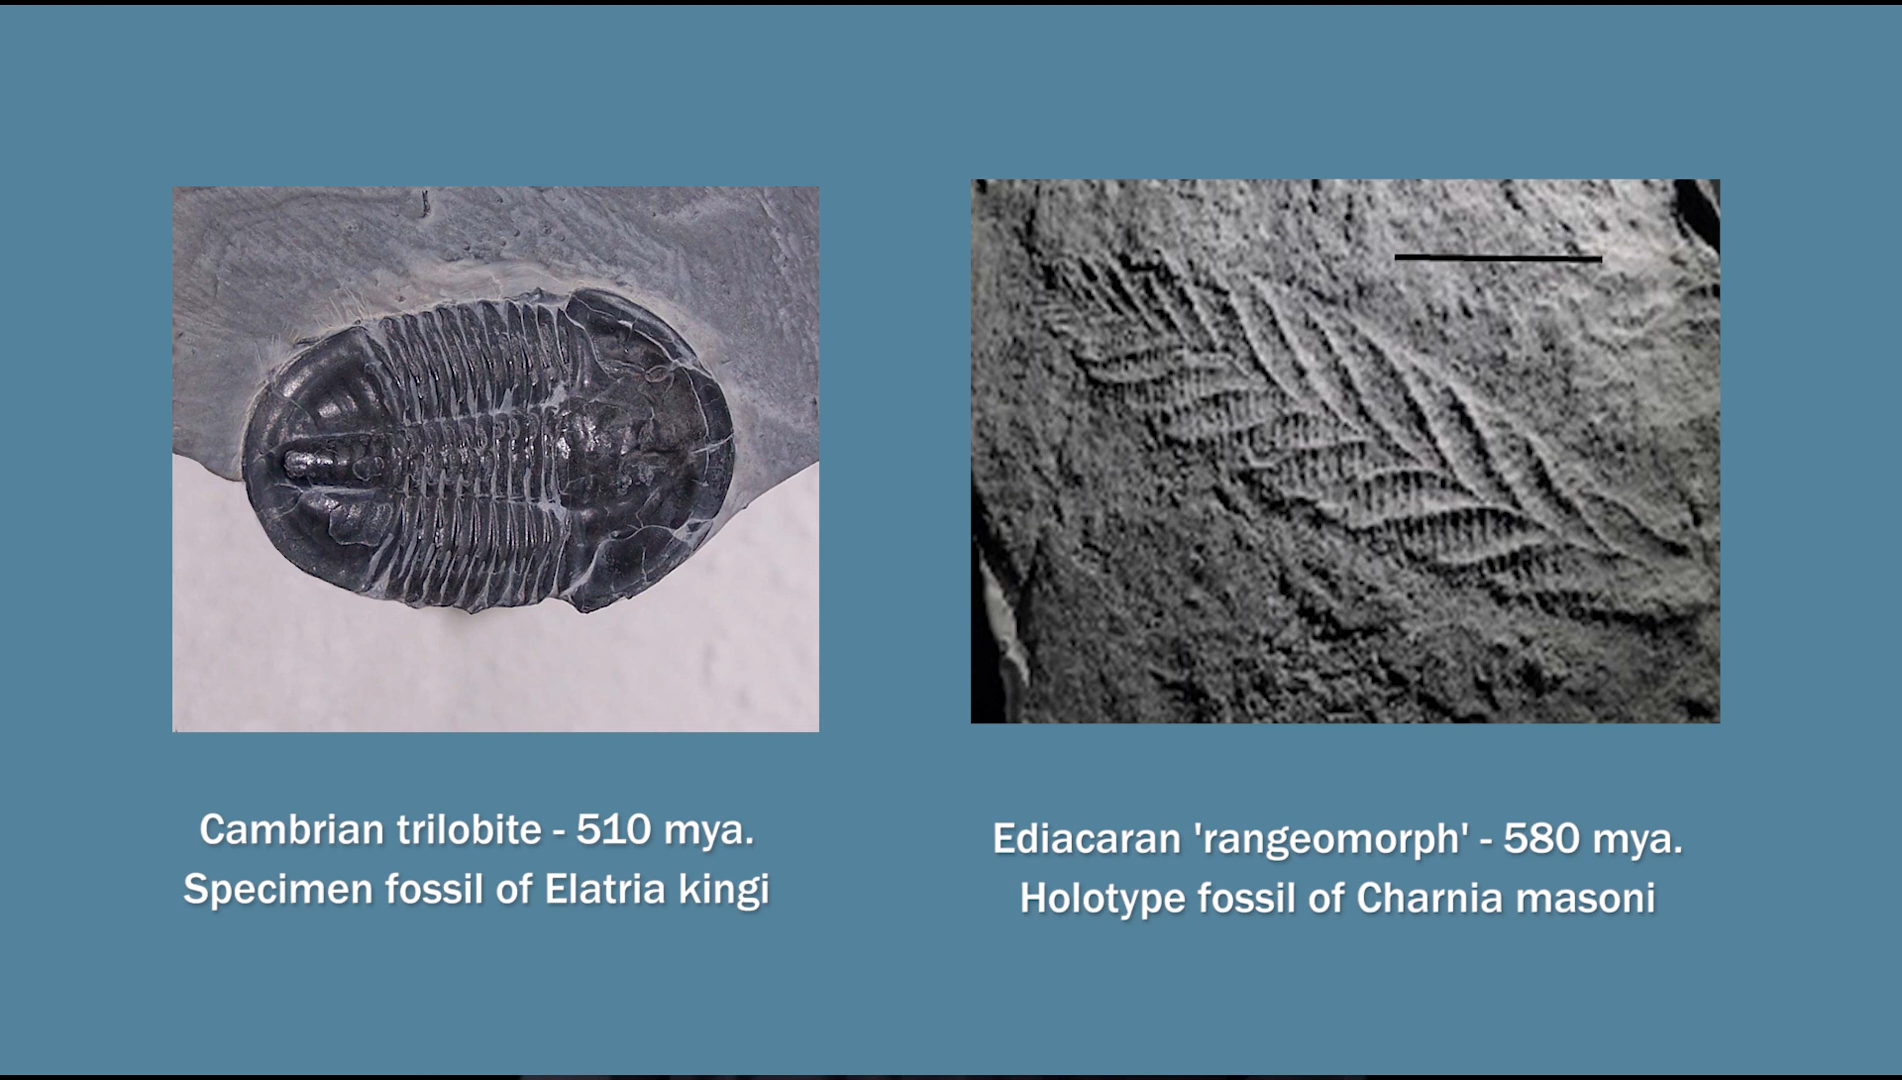 Cambrian trilobite - 510 mya.
Specimen fossil of Elatria kingi
Ediacaran 'rangeomorph' - 580 mya.
Holotype fossil of Charnia masoni